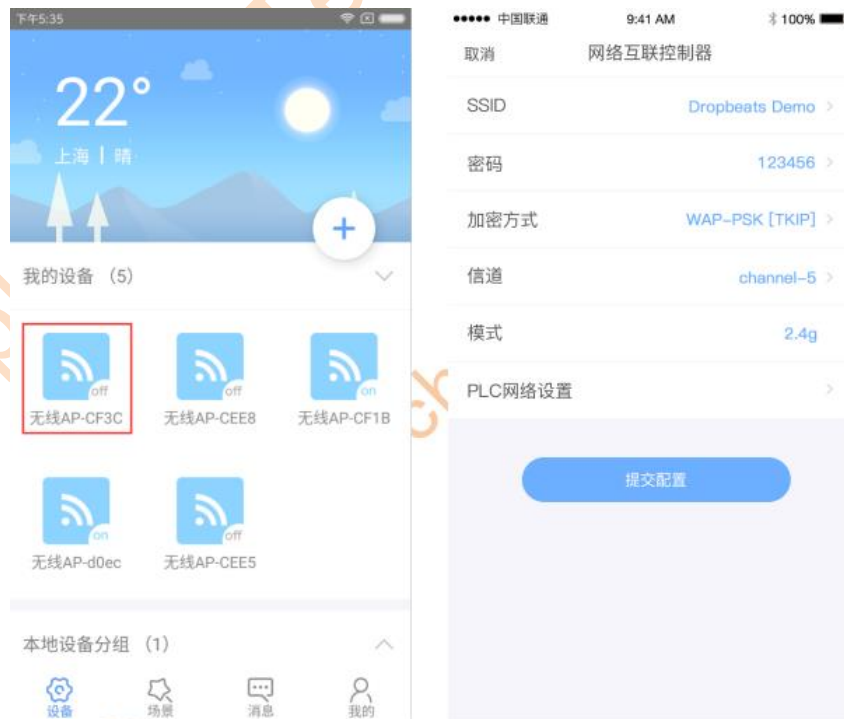 下午5:35
22°
上海 | 晴
+
我的设备 (5)
off
off
on
无线AP-CF3C
无线AP-CEE8
无线AP-CF1B
on
off
无线AP-d0ec
无线AP-CEE5
本地设备分组 (1)
设备
场景
消息
我的
中国联通
9:41 AM
100%
取消
网络互联控制器
SSID
Dropbeats Demo
密码
123456
加密方式
WAP-PSK [TKIP]
信道
channel-5
模式
2.4g
PLC网络设置
提交配置